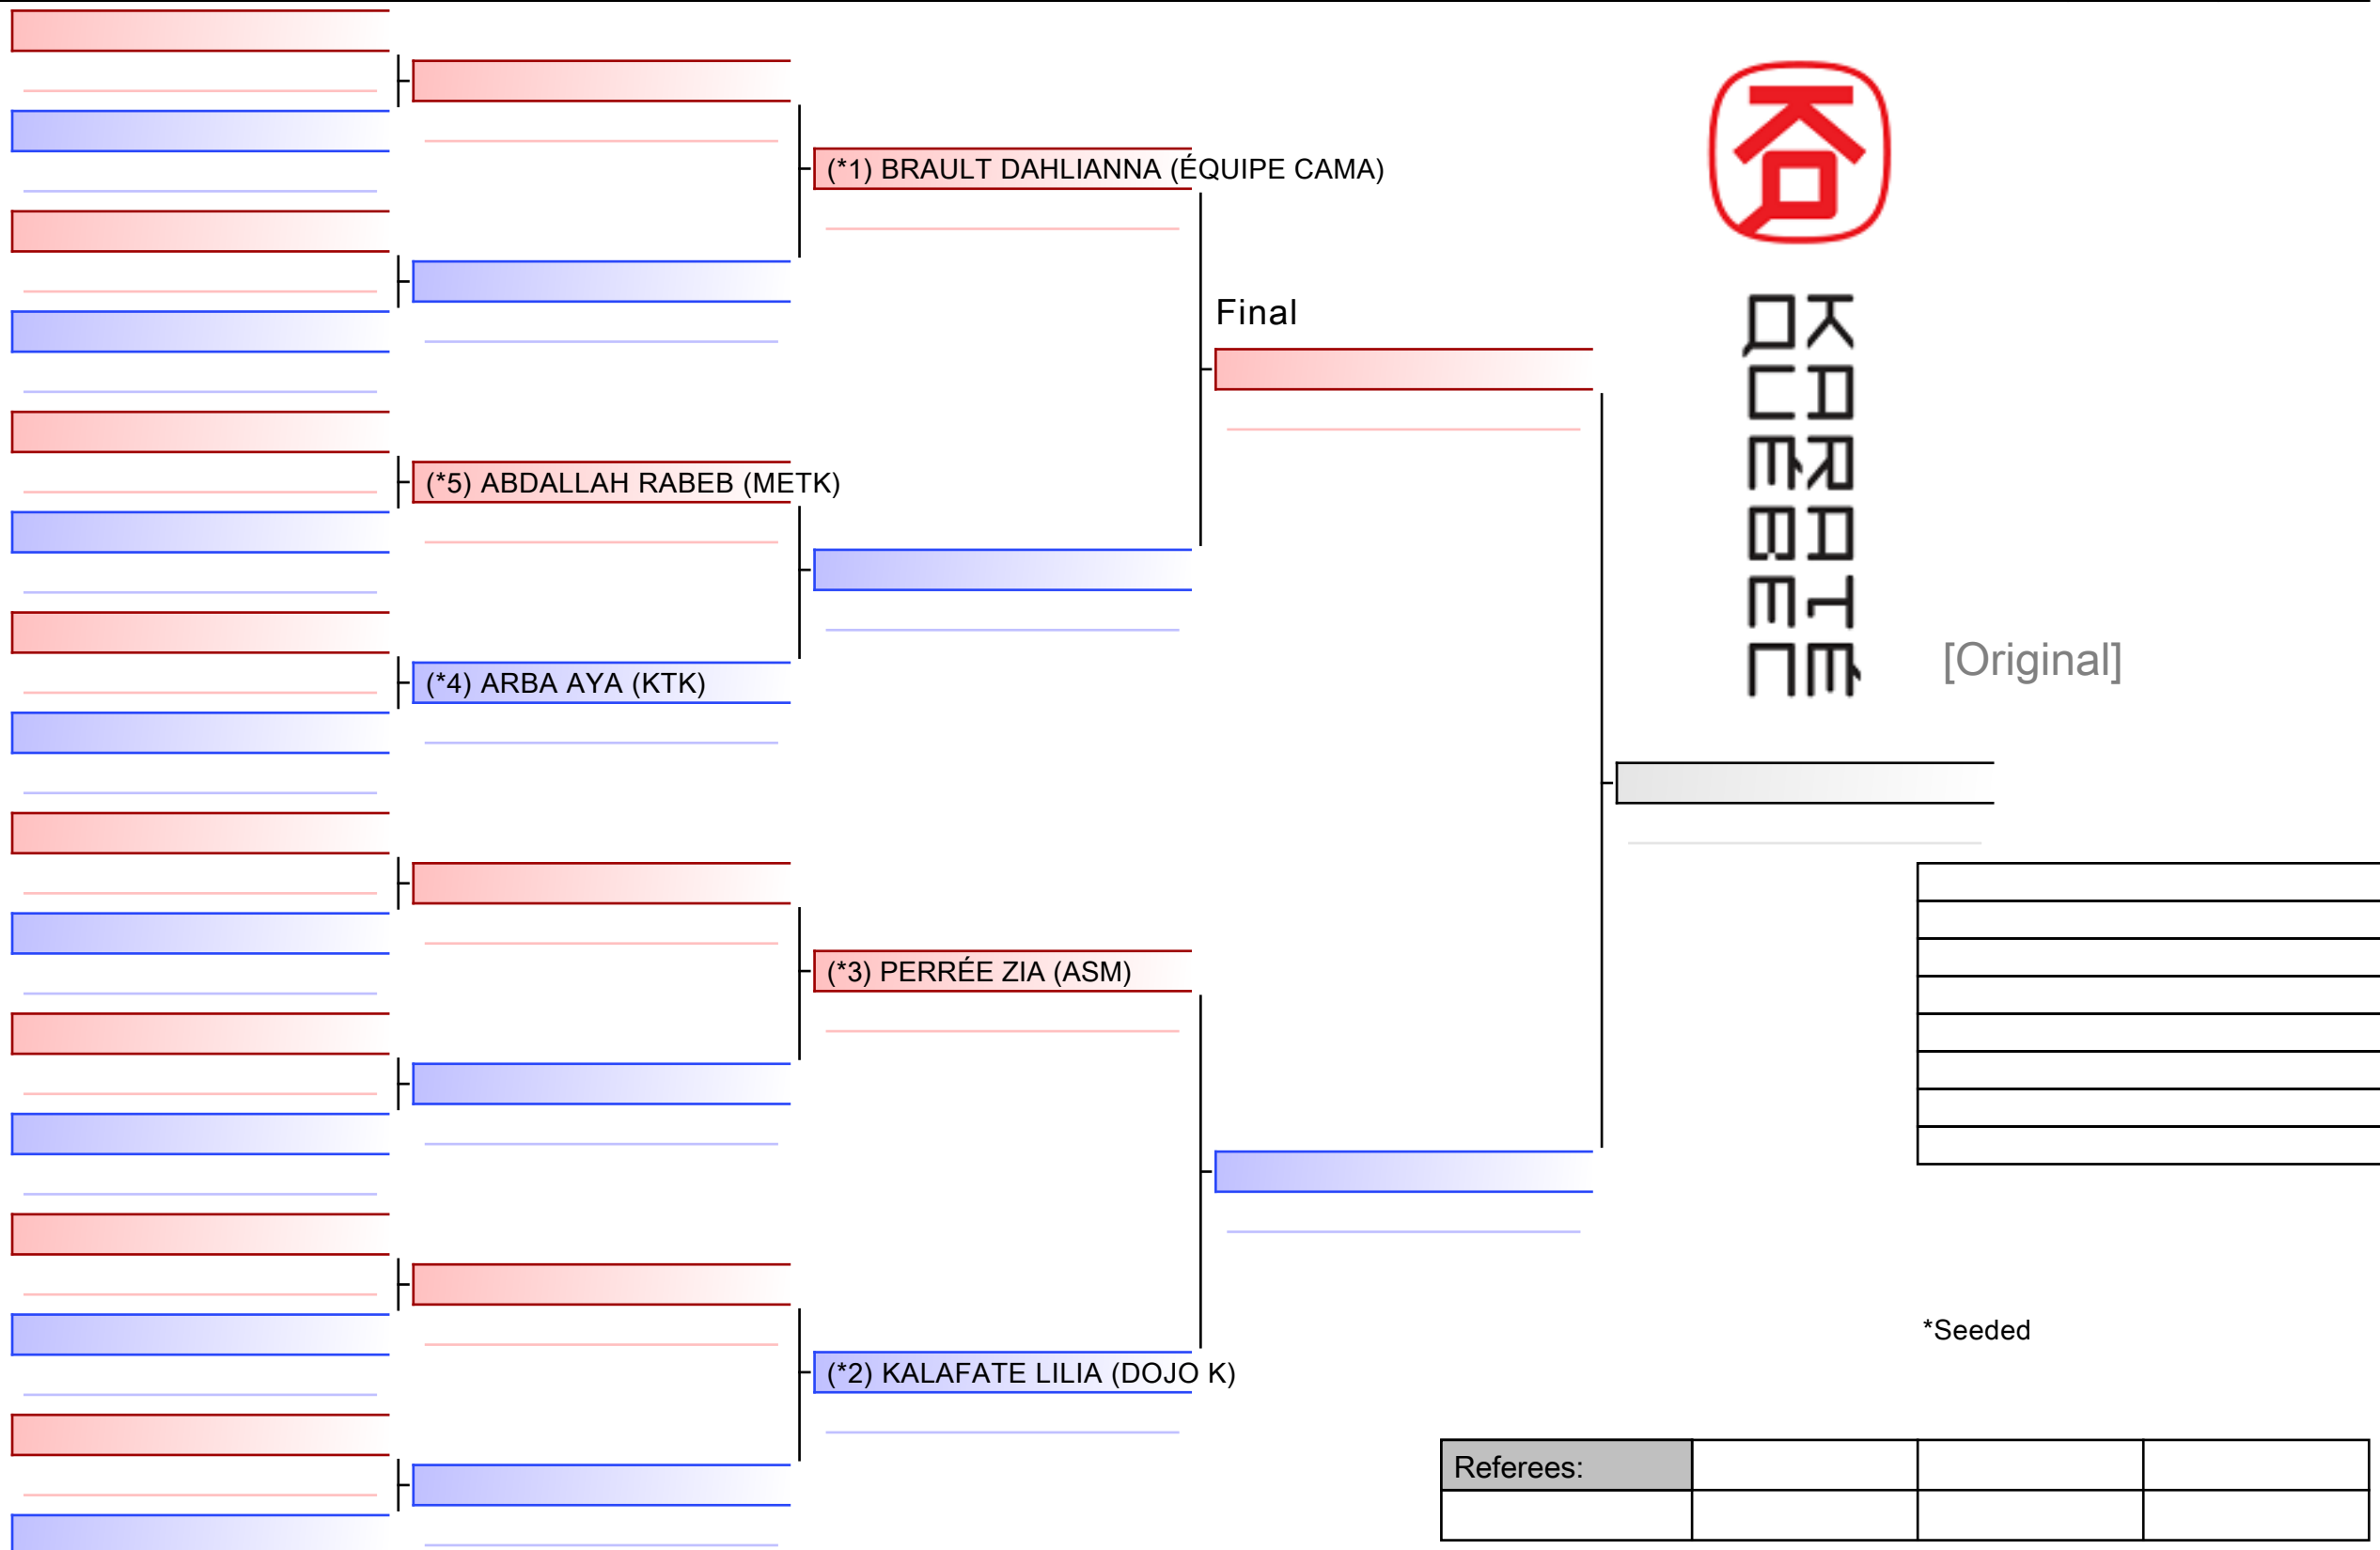 (*1) BRAULT DAHLIANNA (ÉQUIPE CAMA)
Final
(*5) ABDALLAH RABEB (METK)
(*4) ARBA AYA (KTK)
(*3) PERRÉE ZIA (ASM)
(*2) KALAFATE LILIA (DOJO K)
KARATÉ
QUÉBEC
[Original]
*Seeded
Referees: